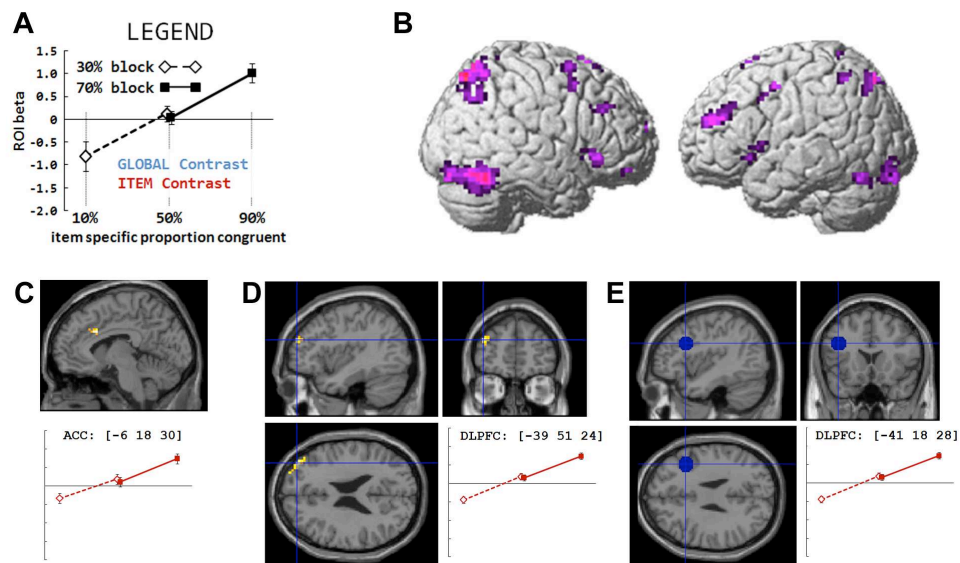 A
LEGEND
30% block
70% block
1.5
1.0
0.5
0
-0.5
-1.0
-1.5
-2.0
ROI beta
GLOBAL Contrast
ITEM Contrast
10% 50% 90%
item specific proportion congruent
B
C
ACC: [-6 18 30]
D
DLPFC: [-39 51 24]
E
DLPFC: [-41 18 28]